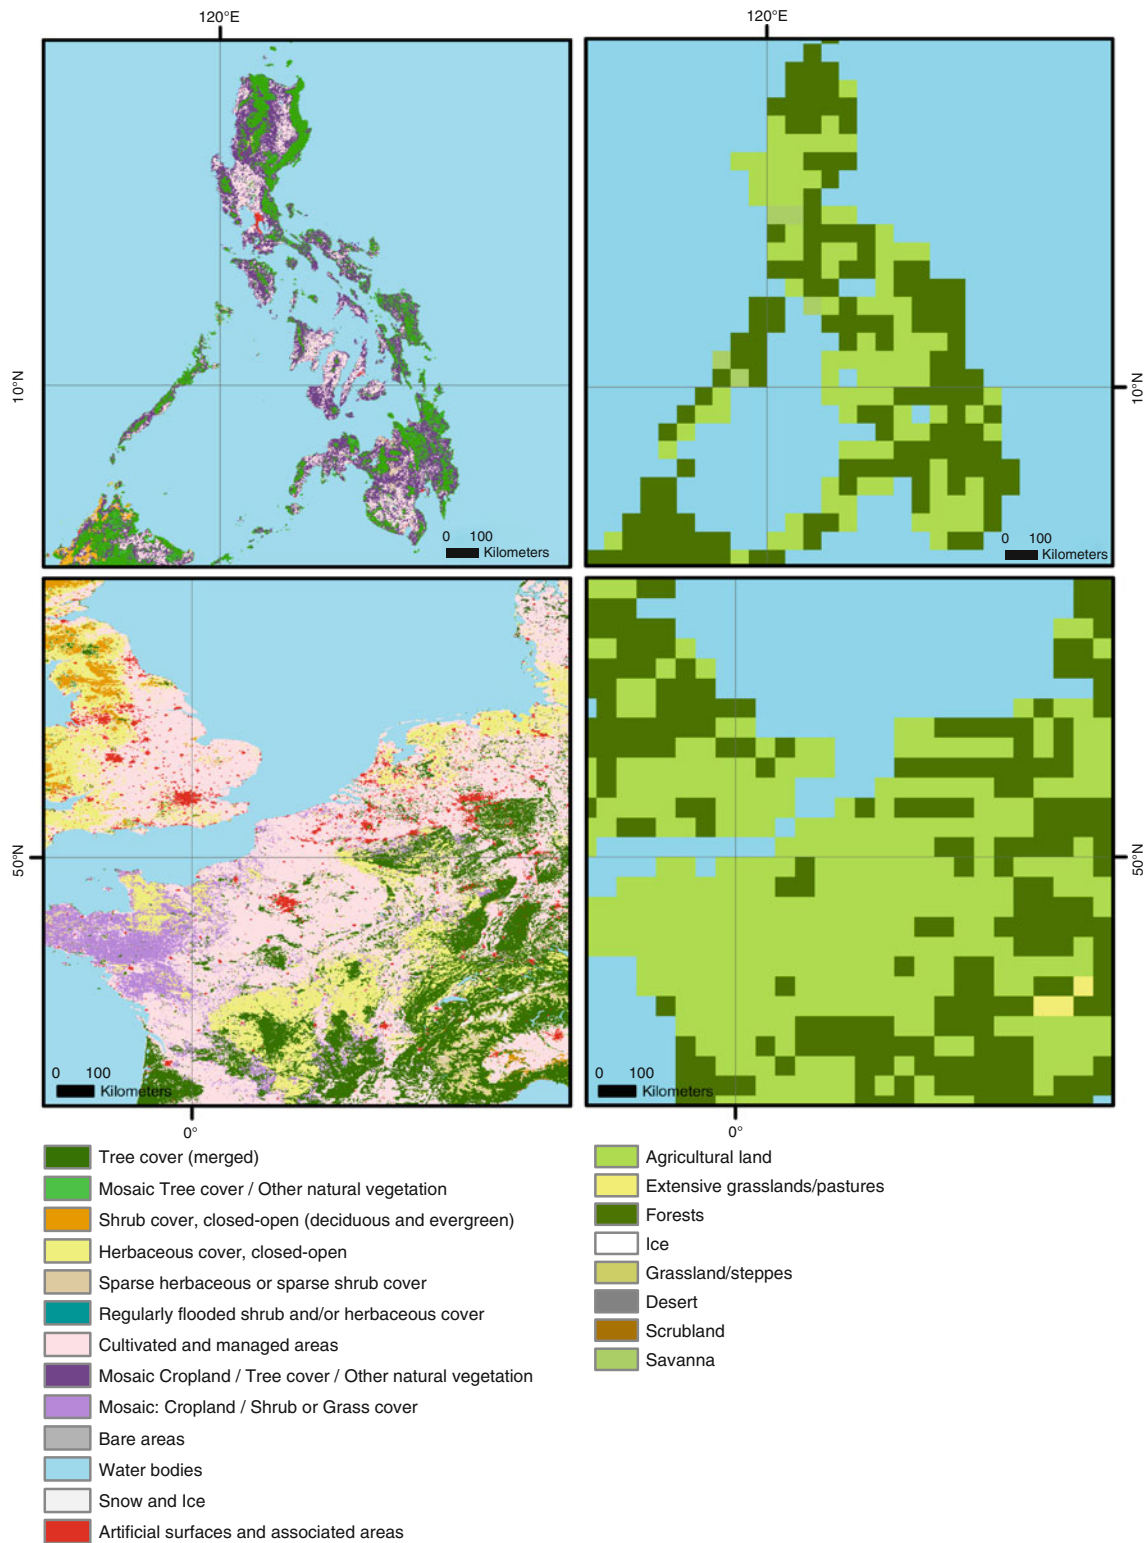 120°E
120°E
10°N
10°N
0 100
Kilometers
0 100
Kilometers
50°N
50°N
0 100
Kilometers
0 100
Kilometers
0°
0°
Tree cover (merged)
Mosaic Tree cover / Other natural vegetation
Shrub cover, closed-open (deciduous and evergreen)
Herbaceous cover, closed-open
Sparse herbaceous or sparse shrub cover
Regularly flooded shrub and/or herbaceous cover
Cultivated and managed areas
Mosaic Cropland / Tree cover / Other natural vegetation
Mosaic: Cropland / Shrub or Grass cover
Bare areas
Water bodies
Snow and Ice
Artificial surfaces and associated areas
Agricultural land
Extensive grasslands/pastures
Forests
Ice
Grassland/steppes
Desert
Scrubland
Savanna